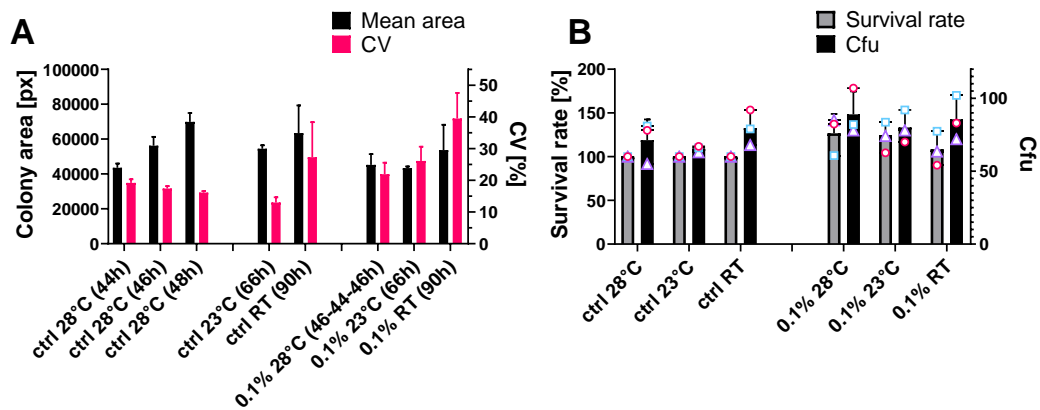 A
Mean area
CV
Colony area [px]
100000
80000
60000
40000
20000
0
50
40
30
20
10
0
CV [%]
ctrl 28°C (44h)
ctrl 28°C (46h)
ctrl 28°C (48h)
ctrl 23°C (66h)
ctrl RT (90h)
0.1% 28°C (46-44-46h)
0.1% 23°C (66h)
0.1% RT (90h)
B
Survival rate
Cfu
Survival rate [%]
200
150
100
50
0
100
50
0
Cfu
ctrl 28°C
ctrl 23°C
ctrl RT
0.1% 28°C
0.1% 23°C
0.1% RT